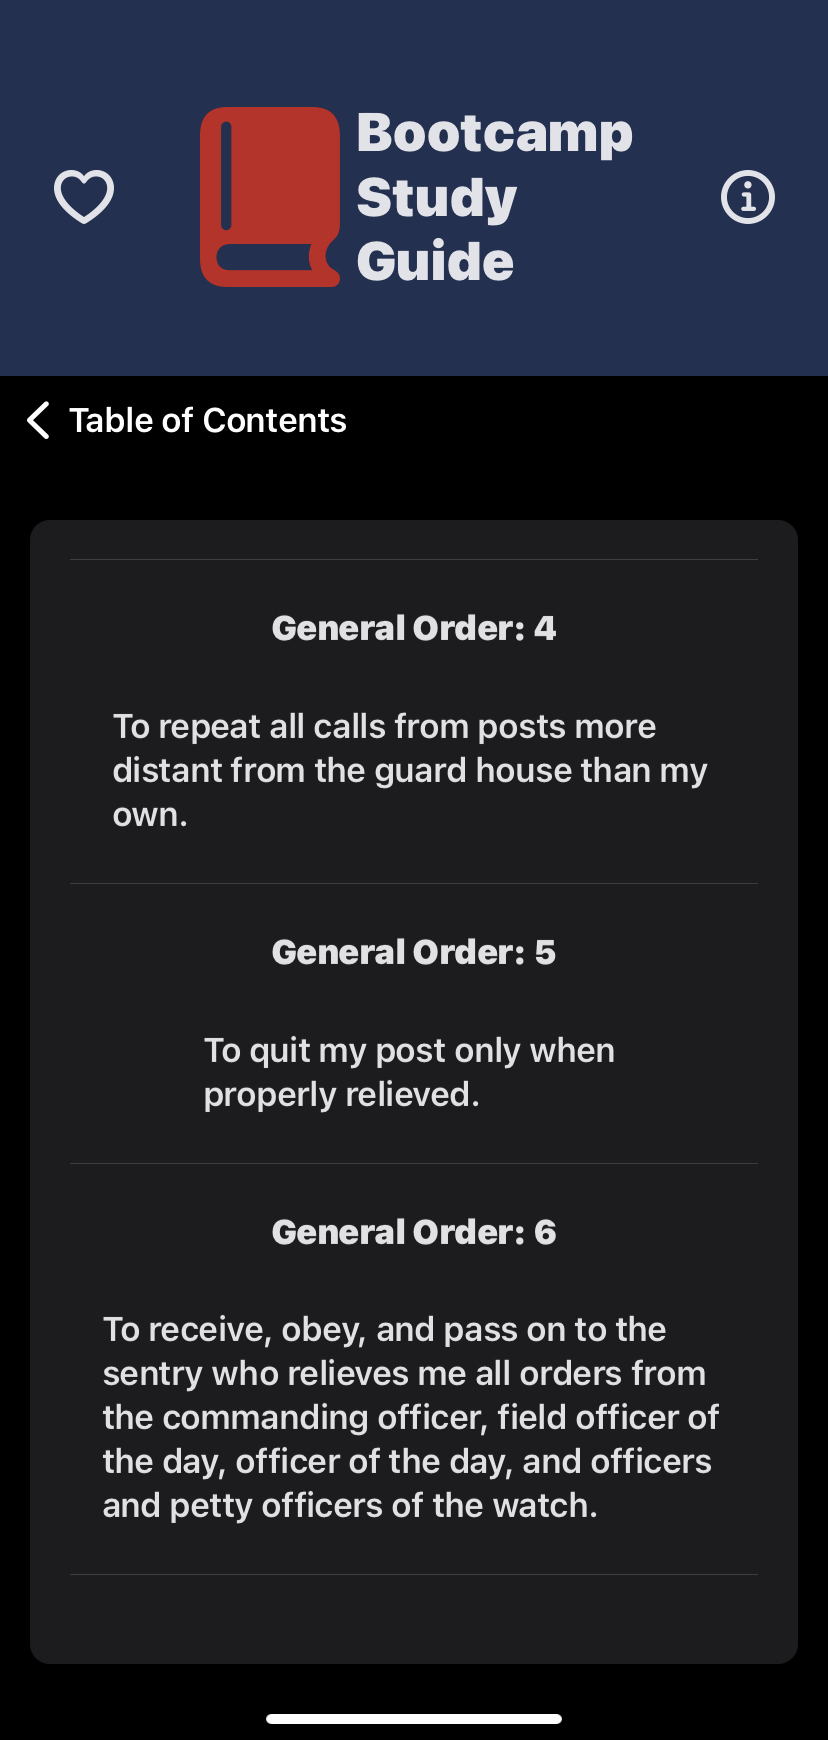 Bootcamp
Study
Guide
Table of Contents
General Order: 4
To repeat all calls from posts more
distant from the guard house than my
own.
General Order: 5
To quit my post only when
properly relieved.
General Order: 6
To receive, obey, and pass on to the
sentry who relieves me all orders from
the commanding officer, field officer of
the day, officer of the day, and officers
and petty officers of the watch.